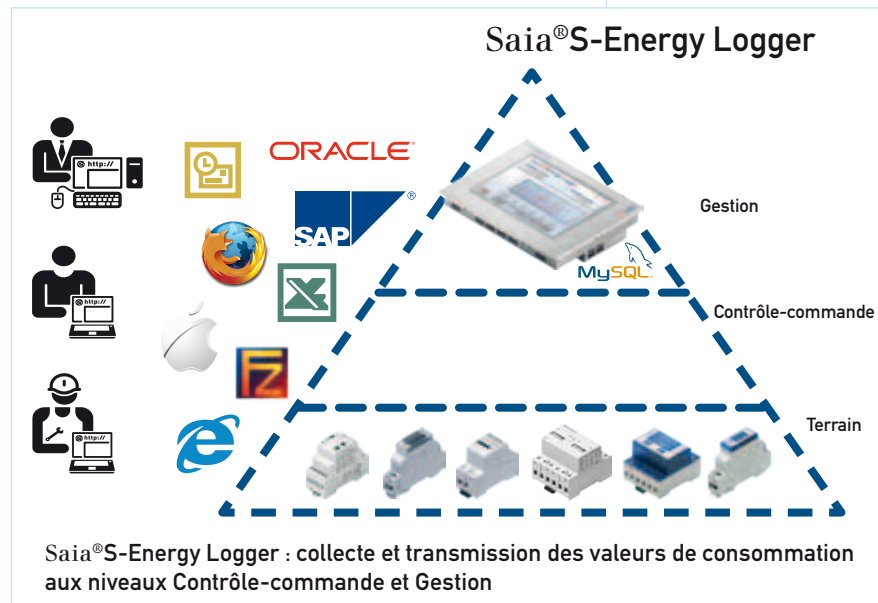 Saia®S-Energy Logger
http://
ORACLE®
SAP®
Gestion
MySQL
http://
Contrôle-commande
FZ
http://
Terrain
Saia®S-Energy Logger : collecte et transmission des valeurs de consommation
aux niveaux Contrôle-commande et Gestion